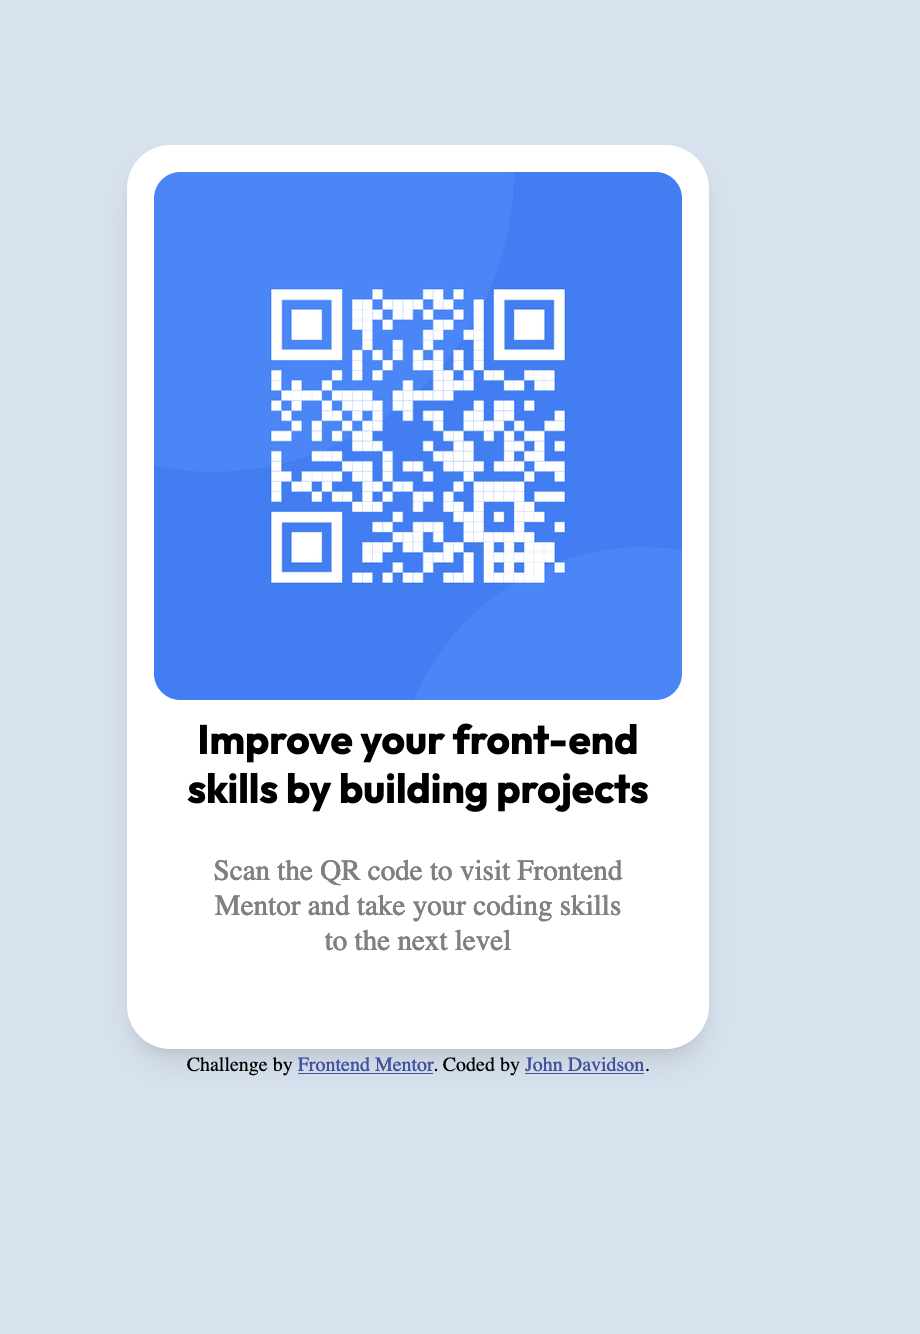 Improve your front-end
skills by building projects
Scan the QR code to visit Frontend
Mentor and take your coding skills
to the next level
Challenge by Frontend Mentor. Coded by John Davidson.